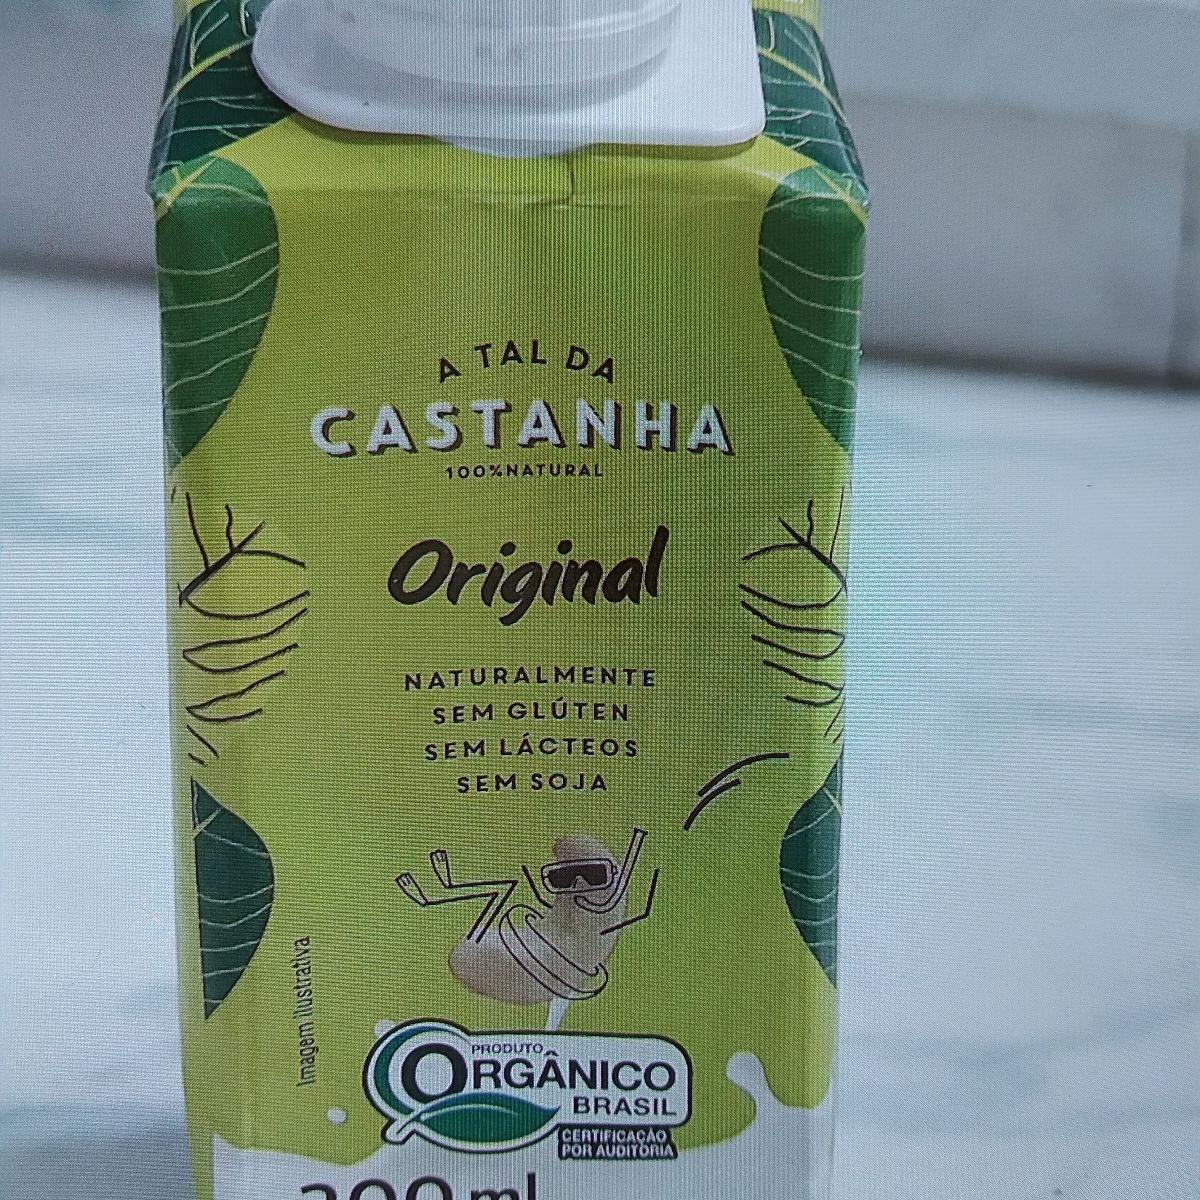 A TAL DA
CASTANHA
100%NATURAL
Original
NATURALMENTE
SEM GLÚTEN
SEM LÁCTEOS
SEM SOJA
Imagem ilustrativa
PRODUTO
ORGÂNICO
BRASIL
CERTIFICAÇÃO
POR AUDITORIA
ml